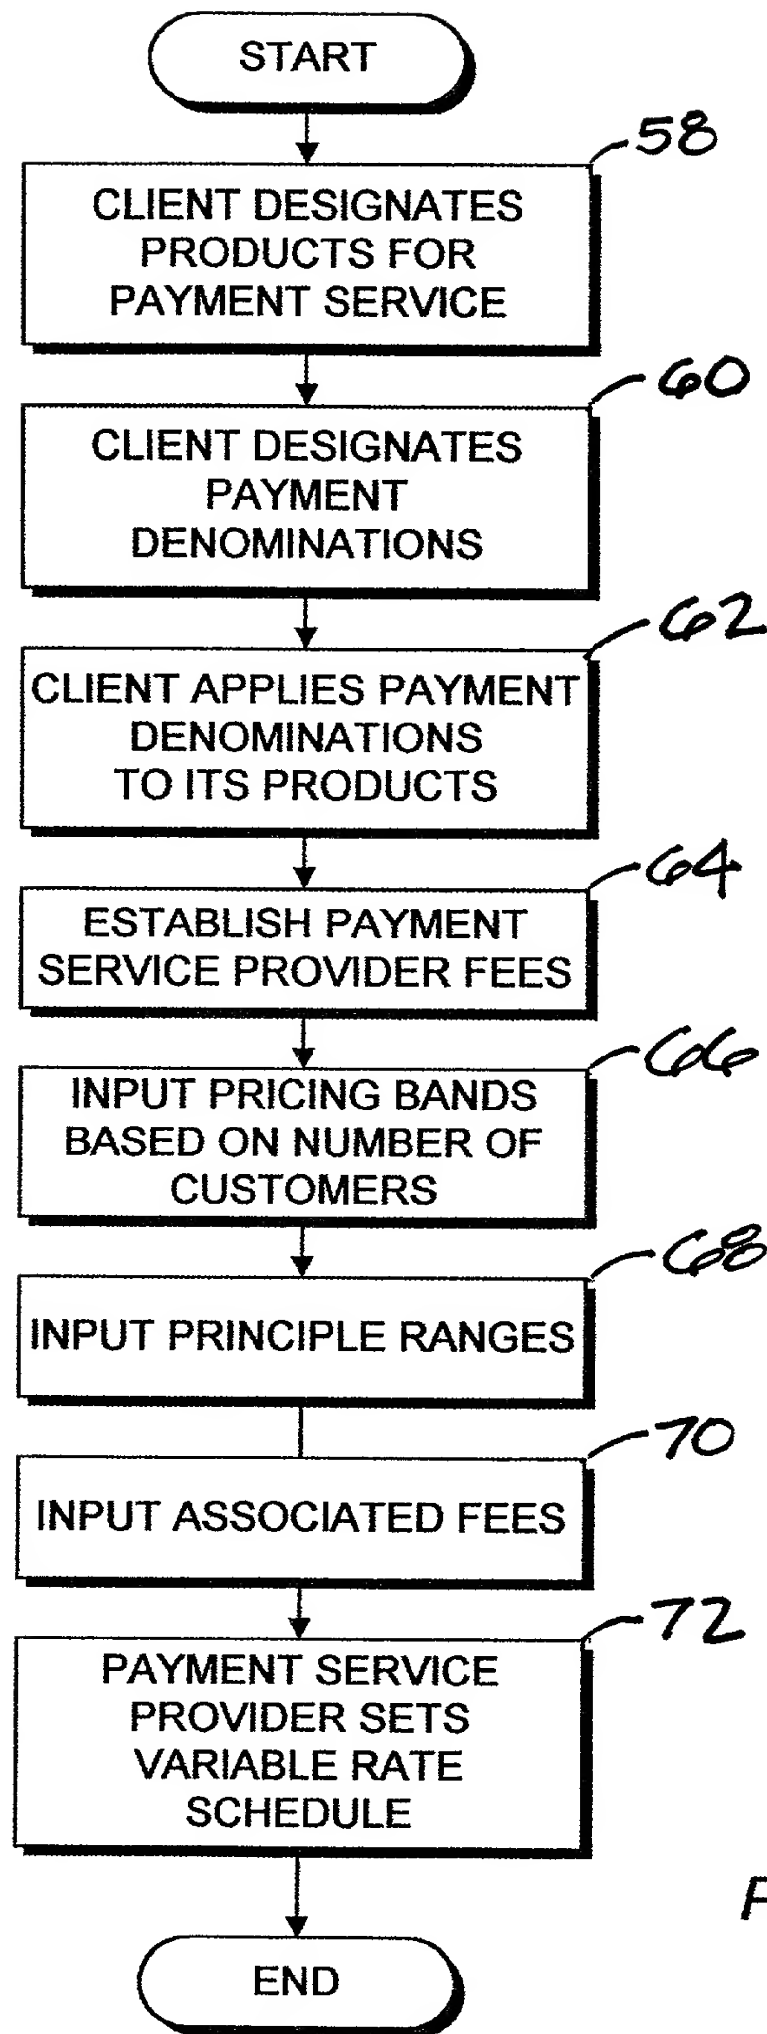 START
58
CLIENT DESIGNATES
PRODUCTS FOR
PAYMENT SERVICE
60
CLIENT DESIGNATES
PAYMENT
DENOMINATIONS
62
CLIENT APPLIES PAYMENT
DENOMINATIONS
TO ITS PRODUCTS
64
ESTABLISH PAYMENT
SERVICE PROVIDER FEES
66
INPUT PRICING BANDS
BASED ON NUMBER OF
CUSTOMERS
68
INPUT PRINCIPLE RANGES
70
INPUT ASSOCIATED FEES
72
PAYMENT SERVICE
PROVIDER SETS
VARIABLE RATE
SCHEDULE
END